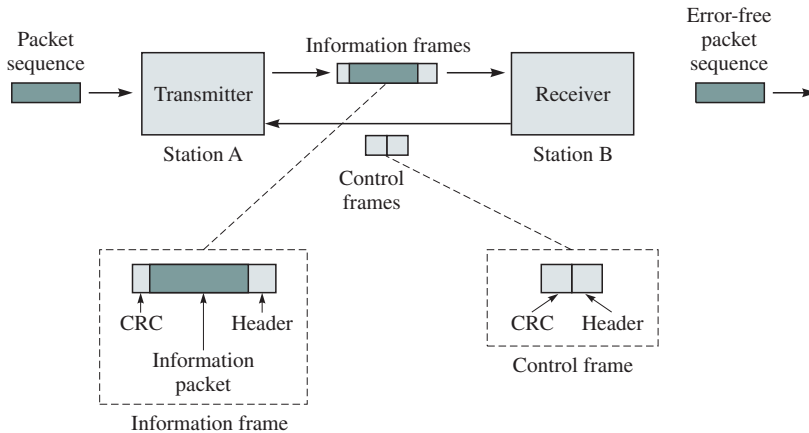 Packet
sequence
Transmitter
Station A
Information frames
Control
frames
Receiver
Station B
Error-free
packet
sequence
CRC
Header
Information
packet
Information frame
CRC
Header
Control frame